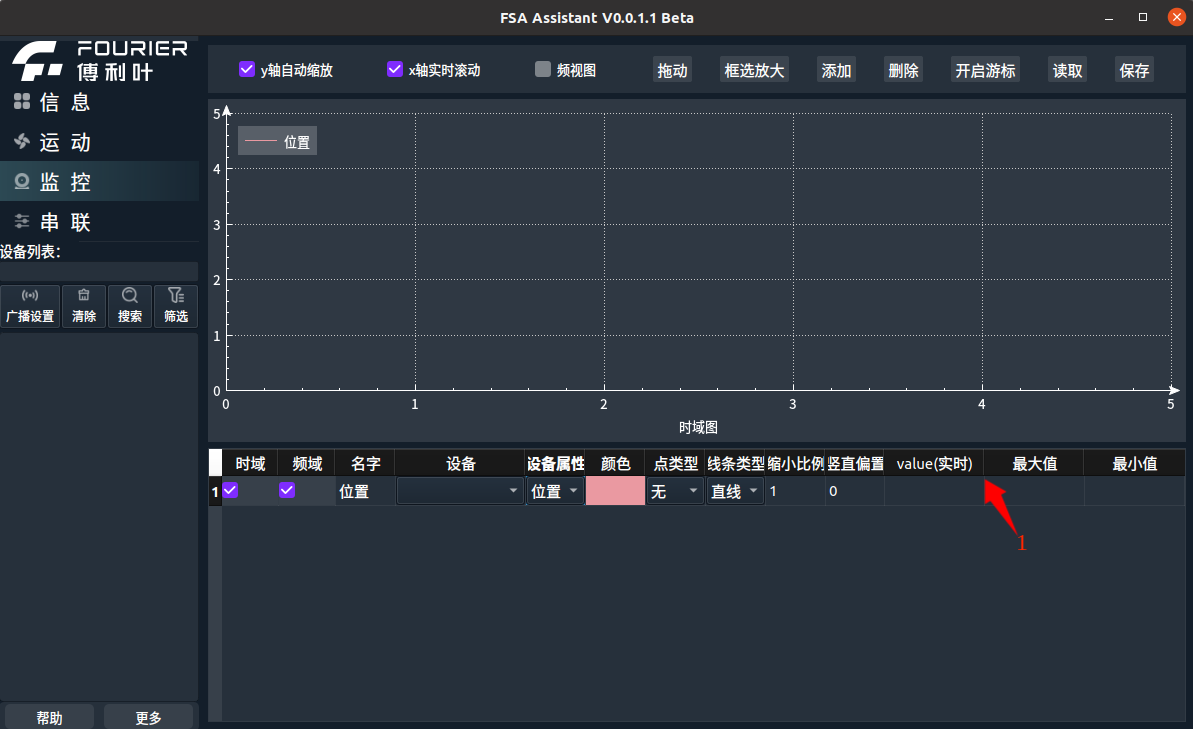 FSA Assistant V0.0.1.1 Beta
FOURIER
傅利叶
信 息
运 动
监 控
串 联
设备列表:
广播设置 清除 搜索 筛选
帮助 更多
y轴自动缩放 x轴实时滚动 频视图 拖动 框选放大 添加 删除 开启游标 读取 保存
5
位置
4
3
2
1
0
0 1 2 3 4 5
时域图
时域 频域 名字 设备 设备属性 颜色 点类型 线条类型 缩小比例 竖直偏置 value(实时) 最大值 最小值
1 位置 位置 无 直线 1 0
1